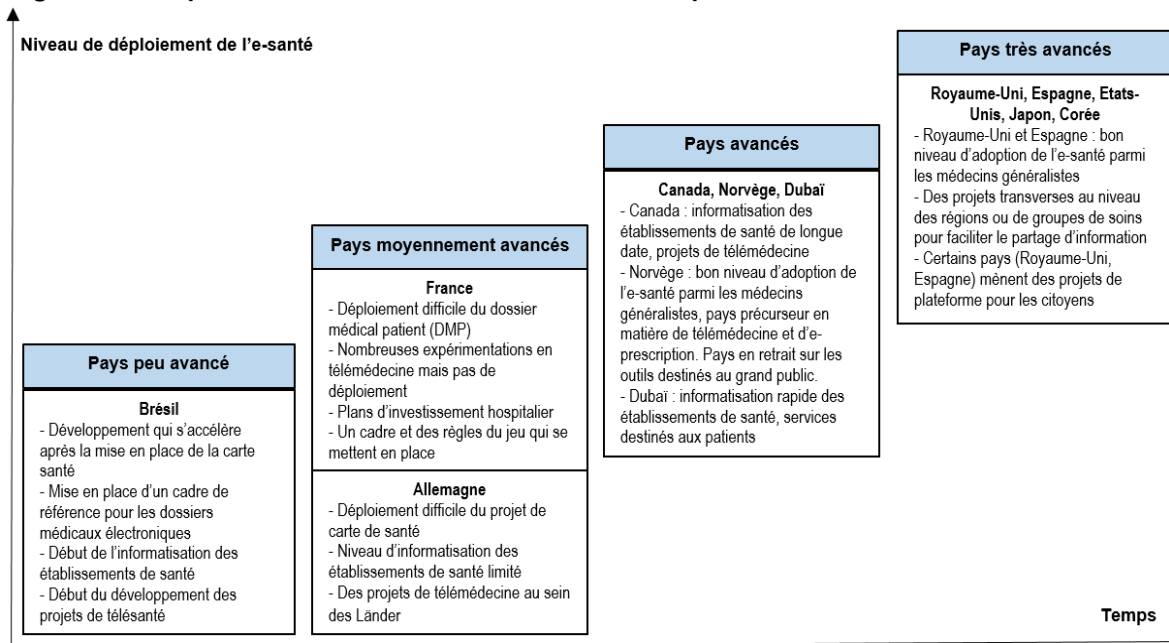 Niveau de déploiement de l'e-santé
Pays peu avancé
Brésil
- Développement qui s'accélère
après la mise en place de la carte
santé
- Mise en place d'un cadre de
référence pour les dossiers
médicaux électroniques
- Début de l'informatisation des
établissements de santé
- Début du développement des
projets de télésanté
Pays moyennement avancés
France
- Déploiement difficile du dossier
médical patient (DMP)
- Nombreuses expérimentations en
télémédecine mais pas de
déploiement
- Plans d'investissement hospitalier
- Un cadre et des règles du jeu qui se
mettent en place
Allemagne
- Déploiement difficile du projet de
carte de santé
- Niveau d'informatisation des
établissements de santé limité
- Des projets de télémédecine au sein
des Länder
Pays avancés
Canada, Norvège, Dubaï
- Canada : informatisation des
établissements de santé de longue
date, projets de télémédecine
- Norvège : bon niveau d'adoption de
l'e-santé parmi les médecins
généralistes, pays précurseur en
matière de télémédecine et d'e-
prescription. Pays en retrait sur les
outils destinés au grand public.
- Dubaï : informatisation rapide des
établissements de santé, services
destinés aux patients
Pays très avancés
Royaume-Uni, Espagne, Etats-
Unis, Japon, Corée
- Royaume-Uni et Espagne : bon
niveau d'adoption de l'e-santé parmi
les médecins généralistes
- Des projets transverses au niveau
des régions ou de groupes de soins
pour faciliter le partage d'information
- Certains pays (Royaume-Uni,
Espagne) mènent des projets de
plateforme pour les citoyens
Temps